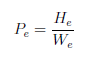 P_e = \frac{H_e}{W_e}